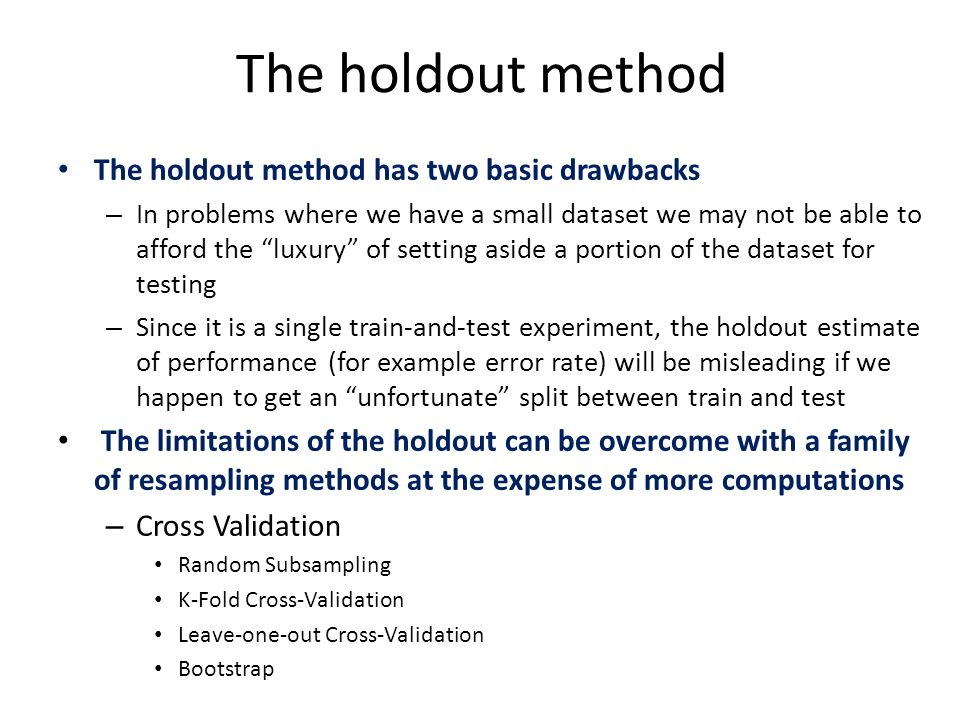 The holdout method
• The holdout method has two basic drawbacks
– In problems where we have a small dataset we may not be able to
afford the “luxury” of setting aside a portion of the dataset for
testing
– Since it is a single train-and-test experiment, the holdout estimate
of performance (for example error rate) will be misleading if we
happen to get an “unfortunate” split between train and test
• The limitations of the holdout can be overcome with a family
of resampling methods at the expense of more computations
– Cross Validation
• Random Subsampling
• K-Fold Cross-Validation
• Leave-one-out Cross-Validation
• Bootstrap